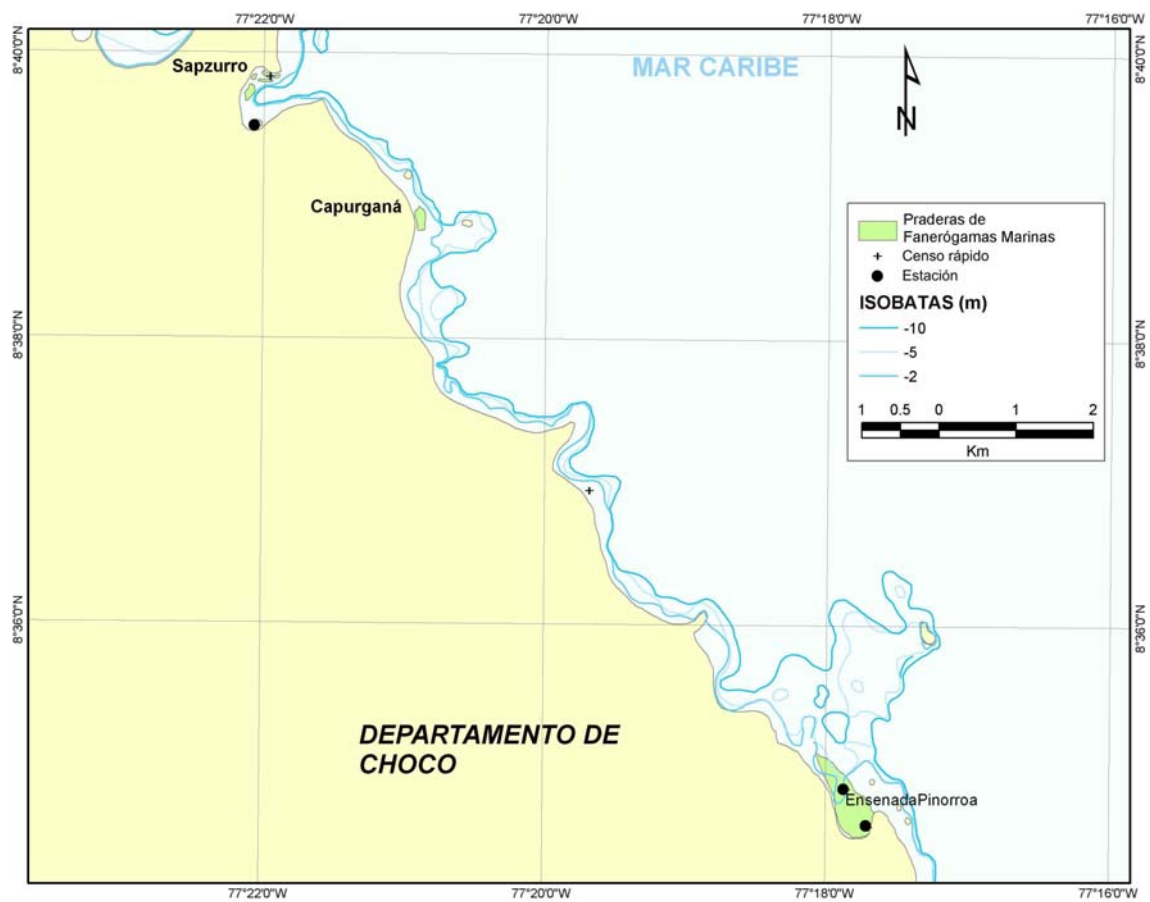 77°22'0"W
77°20'0"W
77°18'0"W
77°16'0"W
8°40'0"N
8°40'0"N
MAR CARIBE
Sapzurro
N
Capurganá
Praderas de
Fanerógamas Marinas
Censo rápido
Estación
ISOBATAS (m)
-10
-5
-2
1 0.5 0 1 2
Km
8°38'0"N
8°38'0"N
8°36'0"N
8°36'0"N
DEPARTAMENTO DE
CHOCO
EnsenadaPinorroa
77°22'0"W
77°20'0"W
77°18'0"W
77°16'0"W